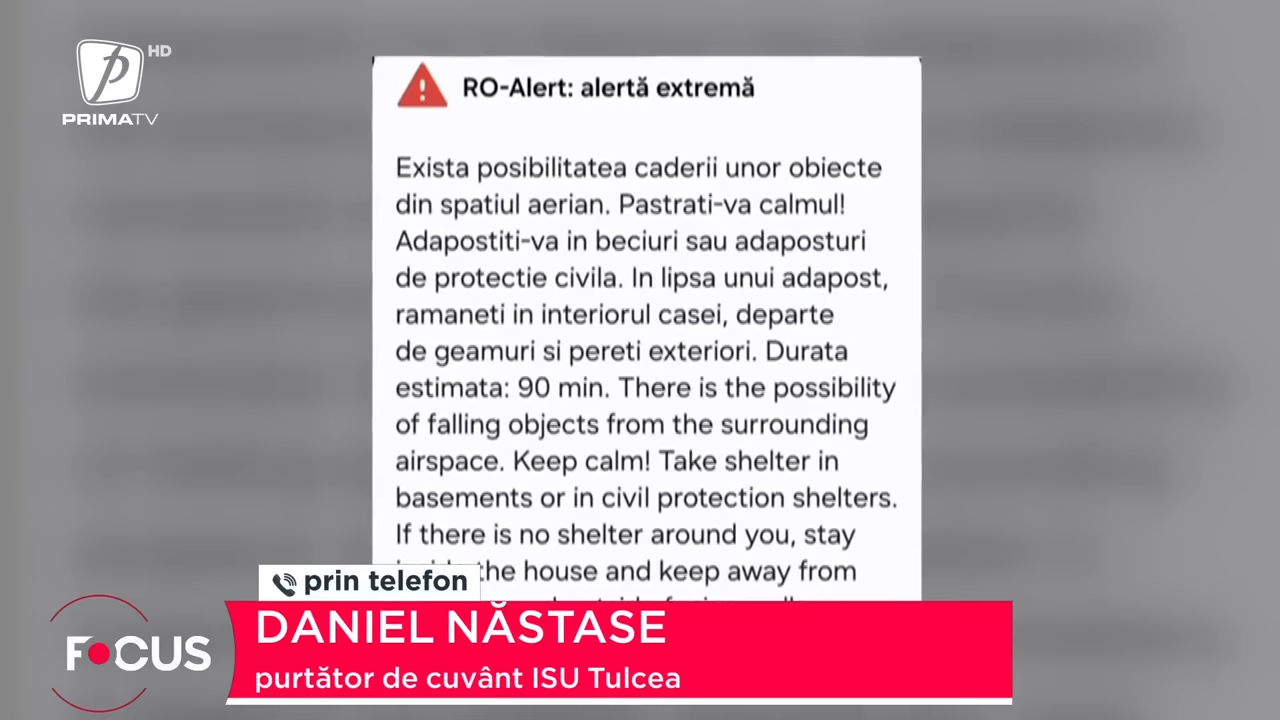 PRIMATV
HD
RO-Alert: alertă extremă
Exista posibilitatea caderii unor obiecte
din spatiul aerian. Pastrati-va calmul!
Adapostiti-va in beciuri sau adaposturi
de protectie civila. In lipsa unui adapost,
ramaneti in interiorul casei, departe
de geamuri si pereti exteriori. Durata
estimata: 90 min. There is the possibility
of falling objects from the surrounding
airspace. Keep calm! Take shelter in
basements or in civil protection shelters.
If there is no shelter around you, stay
the house and keep away from
prin telefon
DANIEL NĂSTASE
purtător de cuvânt ISU Tulcea
FOCUS